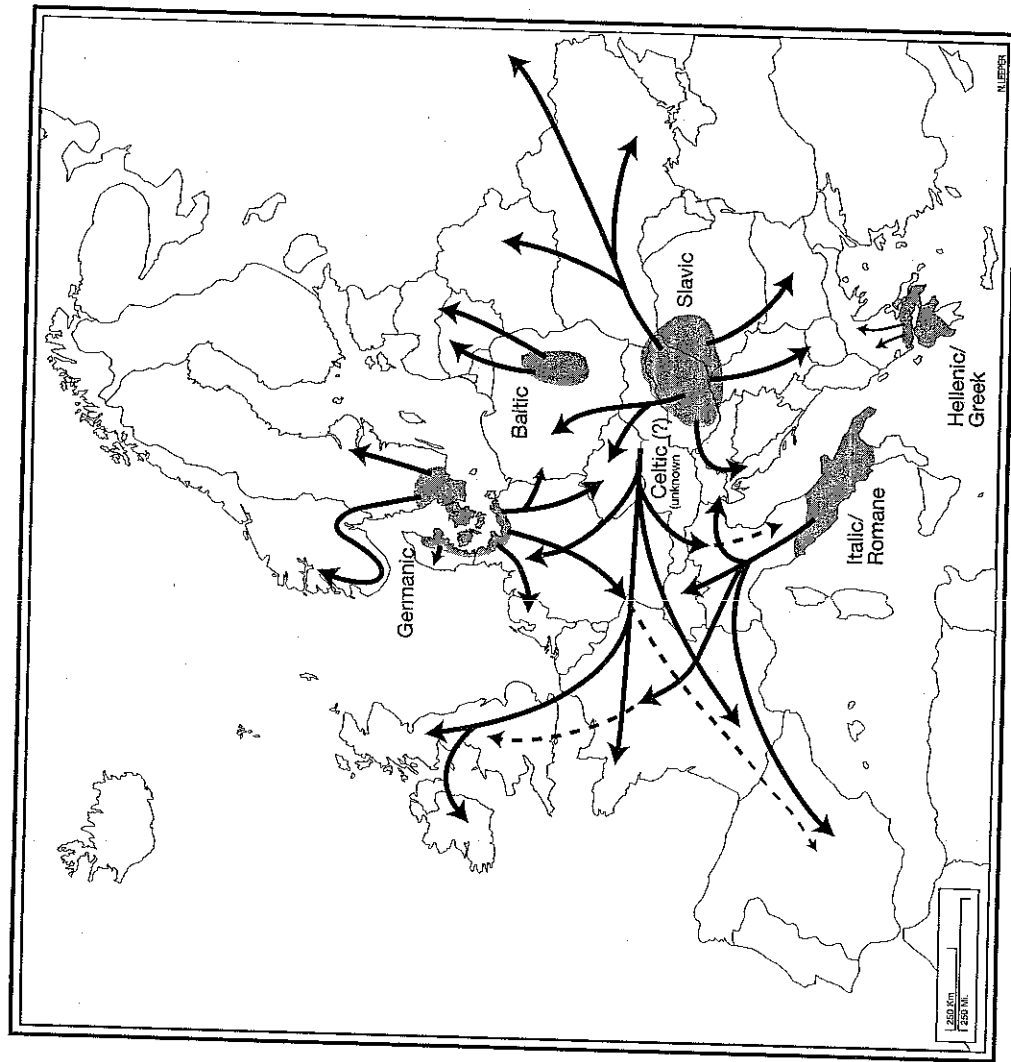 Germanic
Baltic
Slavic
Celtic (?)
(unknown)
Italic/
Romane
Hellenic/
Greek
250 Km
250 Mi.
N.LEEPER